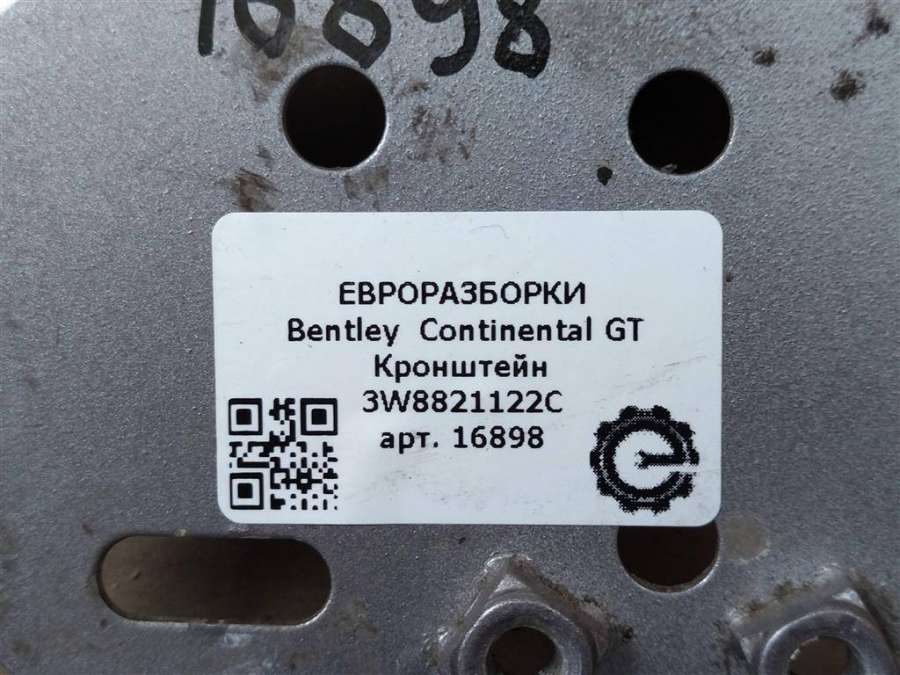 16898
ЕВРОРАЗБОРКИ
Bentley Continental GT
Кронштейн
3W8821122C
арт. 16898